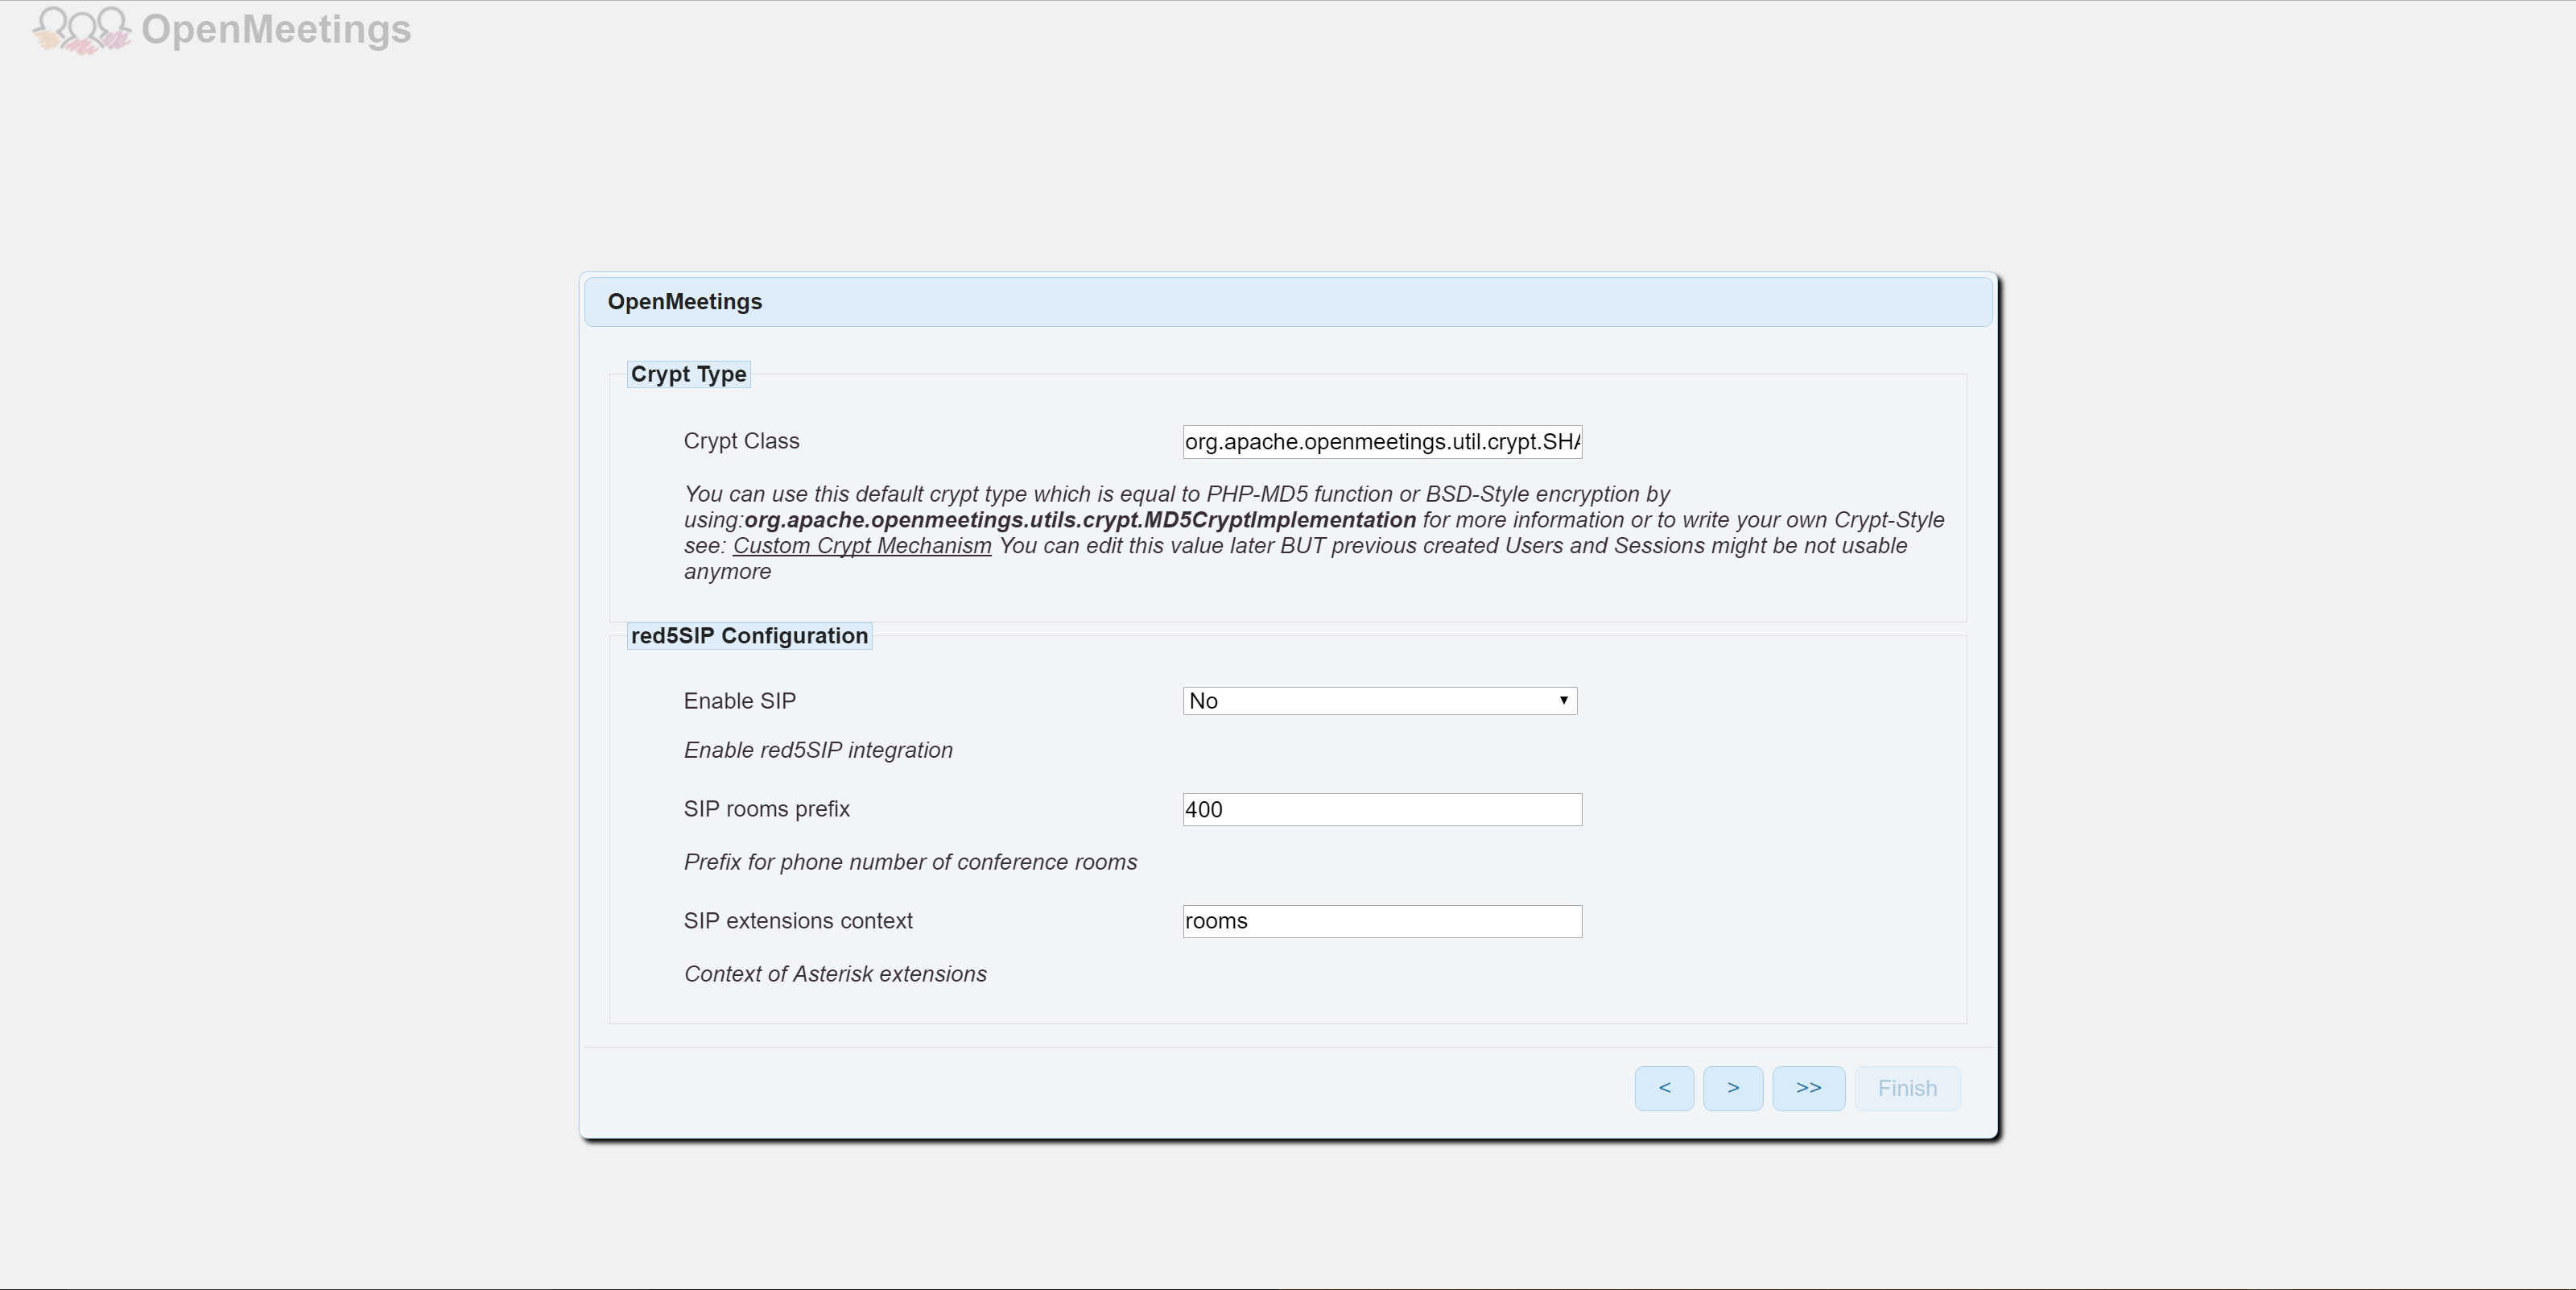 OpenMeetings
OpenMeetings
Crypt Type
Crypt Class
org.apache.openmeetings.util.crypt.SHA
You can use this default crypt type which is equal to PHP-MD5 function or BSD-Style encryption by
using:org.apache.openmeetings.utils.crypt.MD5CryptImplementation for more information or to write your own Crypt-Style
see: Custom Crypt Mechanism You can edit this value later BUT previous created Users and Sessions might be not usable
anymore
red5SIP Configuration
Enable SIP
No
Enable red5SIP integration
SIP rooms prefix
400
Prefix for phone number of conference rooms
SIP extensions context
rooms
Context of Asterisk extensions
< > >> Finish